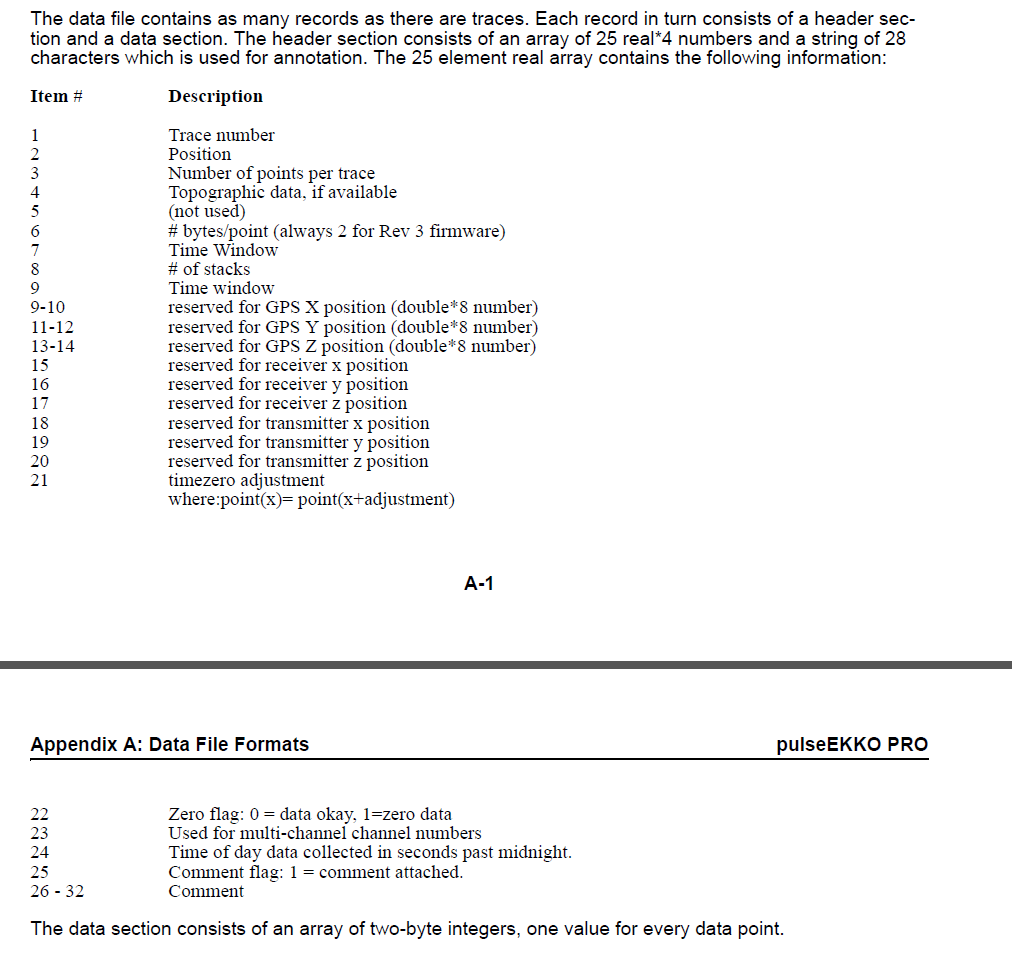 The data file contains as many records as there are traces. Each record in turn consists of a header sec-
tion and a data section. The header section consists of an array of 25 real*4 numbers and a string of 28
characters which is used for annotation. The 25 element real array contains the following information:
Item # Description
1 Trace number
2 Position
3 Number of points per trace
4 Topographic data, if available
5 (not used)
6 # bytes/point (always 2 for Rev 3 firmware)
7 Time Window
8 # of stacks
9 Time window
9-10 reserved for GPS X position (double*8 number)
11-12 reserved for GPS Y position (double*8 number)
13-14 reserved for GPS Z position (double*8 number)
15 reserved for receiver x position
16 reserved for receiver y position
17 reserved for receiver z position
18 reserved for transmitter x position
19 reserved for transmitter y position
20 reserved for transmitter z position
21 timezero adjustment
where:point(x)= point(x+adjustment)
A-1
Appendix A: Data File Formats pulseEKKO PRO
22 Zero flag: 0 = data okay, 1=zero data
23 Used for multi-channel channel numbers
24 Time of day data collected in seconds past midnight.
25 Comment flag: 1 = comment attached.
26 - 32 Comment
The data section consists of an array of two-byte integers, one value for every data point.